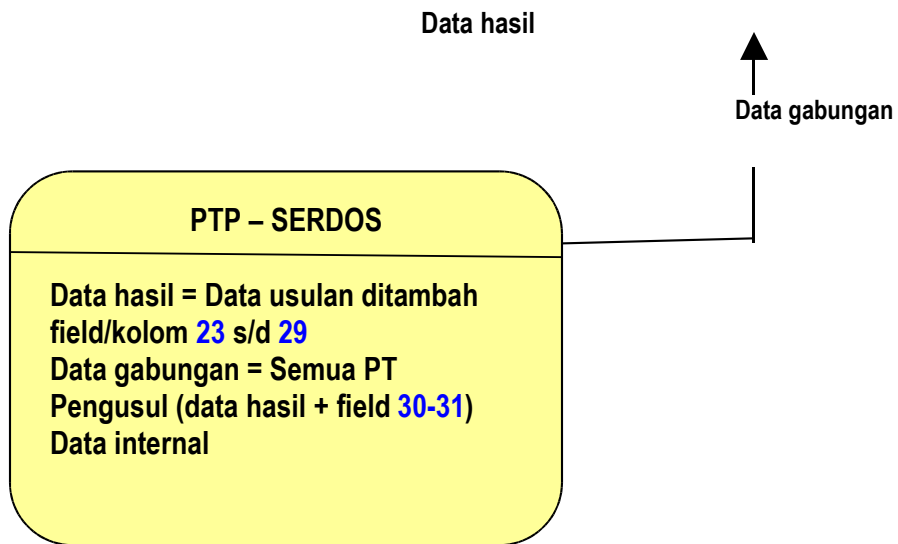 Data hasil
Data gabungan
PTP – SERDOS
Data hasil = Data usulan ditambah
field/kolom 23 s/d 29
Data gabungan = Semua PT
Pengusul (data hasil + field 30-31)
Data internal